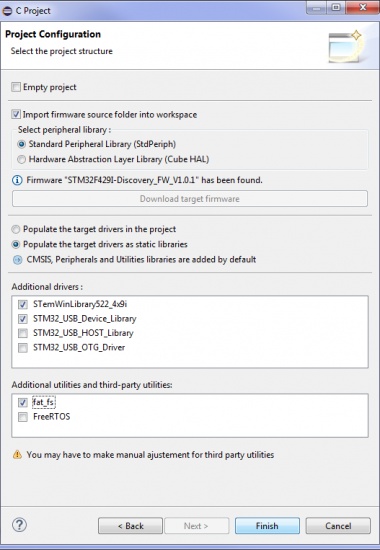 C Project
Project Configuration
Select the project structure
Empty project
Import firmware source folder into workspace
Select peripheral library :
Standard Peripheral Library (StdPeriph)
Hardware Abstraction Layer Library (Cube HAL)
Firmware "STM32F429I-Discovery_FW_V1.0.1" has been found.
Download target firmware
Populate the target drivers in the project
Populate the target drivers as static libraries
CMSIS, Peripherals and Utilities libraries are added by default
Additional drivers :
STemWinLibrary522_4x9i
STM32_USB_Device_Library
STM32_USB_HOST_Library
STM32_USB_OTG_Driver
Additional utilities and third-party utilities:
fat_fs
FreeRTOS
You may have to make manual ajustement for third party utilities
?
< Back
Next >
Finish
Cancel